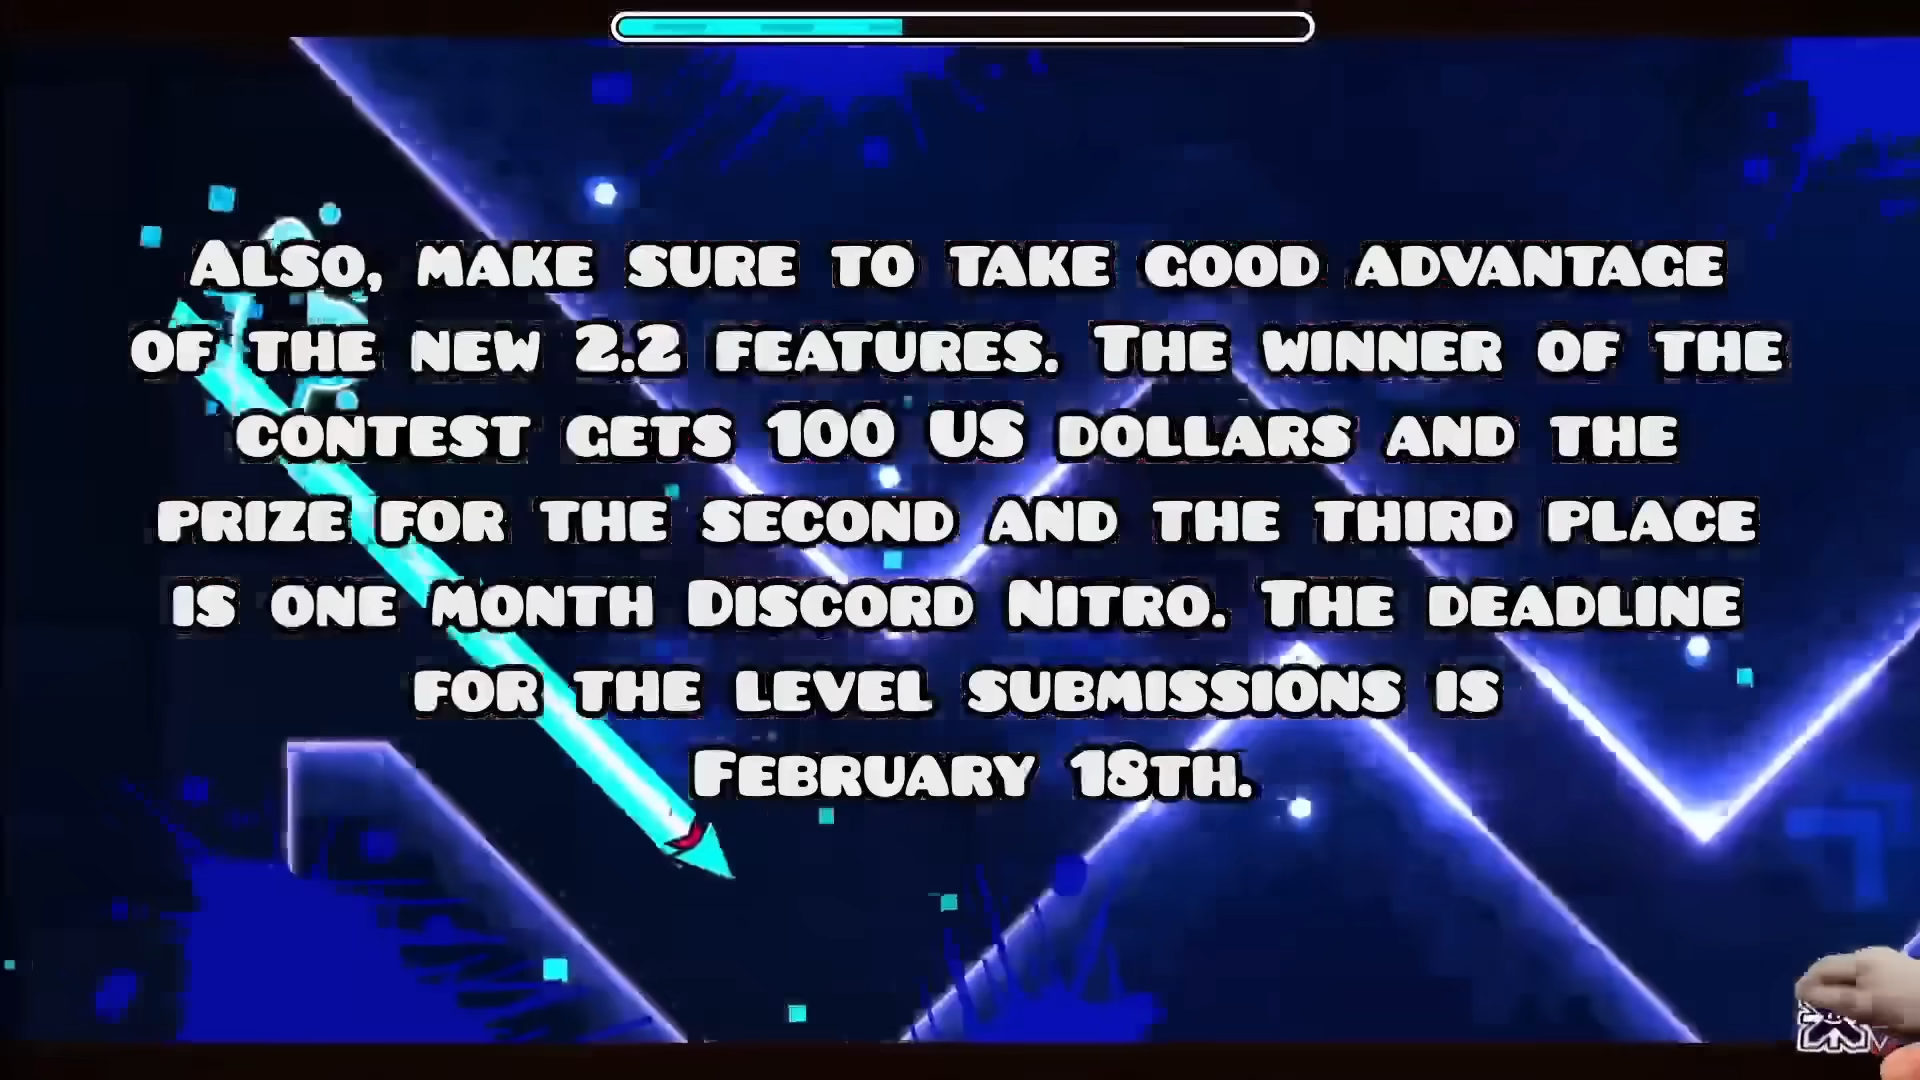 Also, make sure to take good advantage
of the new 2.2 features. The winner of the
contest gets 100 US dollars and the
prize for the second and the third place
is one month Discord Nitro. The deadline
for the level submissions is
February 18th.